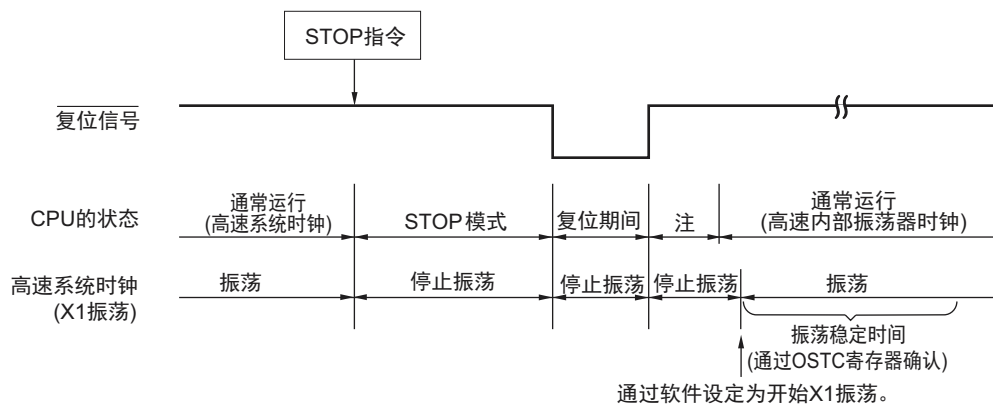 STOP指令
复位信号
CPU的状态
通常运行
(高速系统时钟)
STOP模式
复位期间
注
通常运行
(高速内部振荡器时钟)
高速系统时钟
(X1振荡)
振荡
停止振荡
停止振荡
停止振荡
振荡
振荡稳定时间
(通过OSTC寄存器确认)
通过软件设定为开始X1振荡。